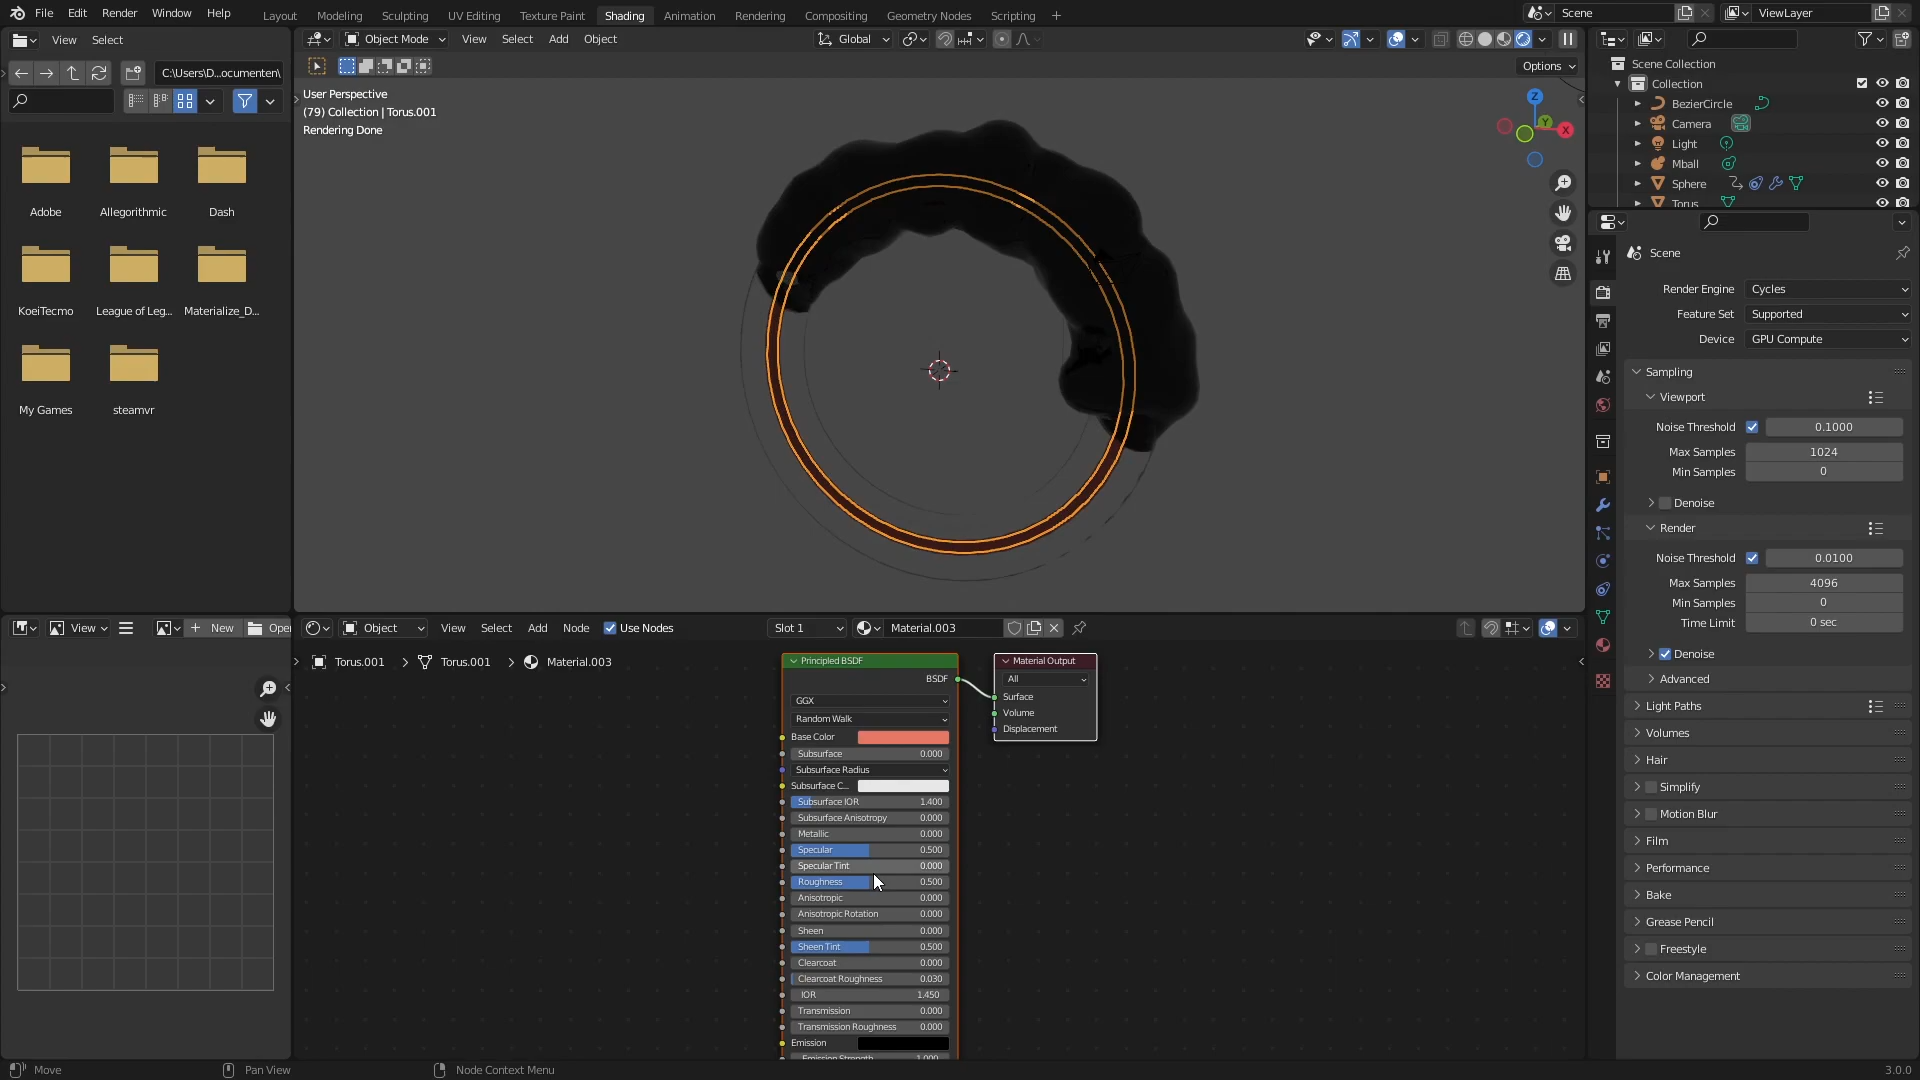 File Edit Render Window Help
Layout Modeling Sculpting UV Editing Texture Paint Shading Animation Rendering Compositing Geometry Nodes Scripting +
Scene
ViewLayer
View Select
C:\Users\D...ocumenten\
Adobe Allegorithmic Dash
KoeiTecmo League of Leg... Materialize_D...
My Games steamvr
Object Mode View Select Add Object
Global
Options
User Perspective
(79) Collection | Torus.001
Rendering Done
Z
Y
X
Scene Collection
Collection
BezierCircle
Camera
Light
Mball
Sphere
Torus
Scene
Render Engine Cycles
Feature Set Supported
Device GPU Compute
Sampling
Viewport
Noise Threshold 0.1000
Max Samples 1024
Min Samples 0
Denoise
Render
Noise Threshold 0.0100
Max Samples 4096
Min Samples 0
Time Limit 0 sec
Denoise
Advanced
Light Paths
Volumes
Hair
Simplify
Motion Blur
Film
Performance
Bake
Grease Pencil
Freestyle
Color Management
View + New Open
Object View Select Add Node Use Nodes
Slot 1
Material.003
Torus.001 > Torus.001 > Material.003
Principled BSDF
BSDF
GGX
Random Walk
Base Color
Subsurface 0.000
Subsurface Radius
Subsurface C...
Subsurface IOR 1.400
Subsurface Anisotropy 0.000
Metallic 0.000
Specular 0.500
Specular Tint 0.000
Roughness 0.500
Anisotropic 0.000
Anisotropic Rotation 0.000
Sheen 0.000
Sheen Tint 0.500
Clearcoat 0.000
Clearcoat Roughness 0.030
IOR 1.450
Transmission 0.000
Transmission Roughness 0.000
Emission
Emission Strength 1.000
Material Output
All
Surface
Volume
Displacement
Move
Pan View
Node Context Menu
3.0.0